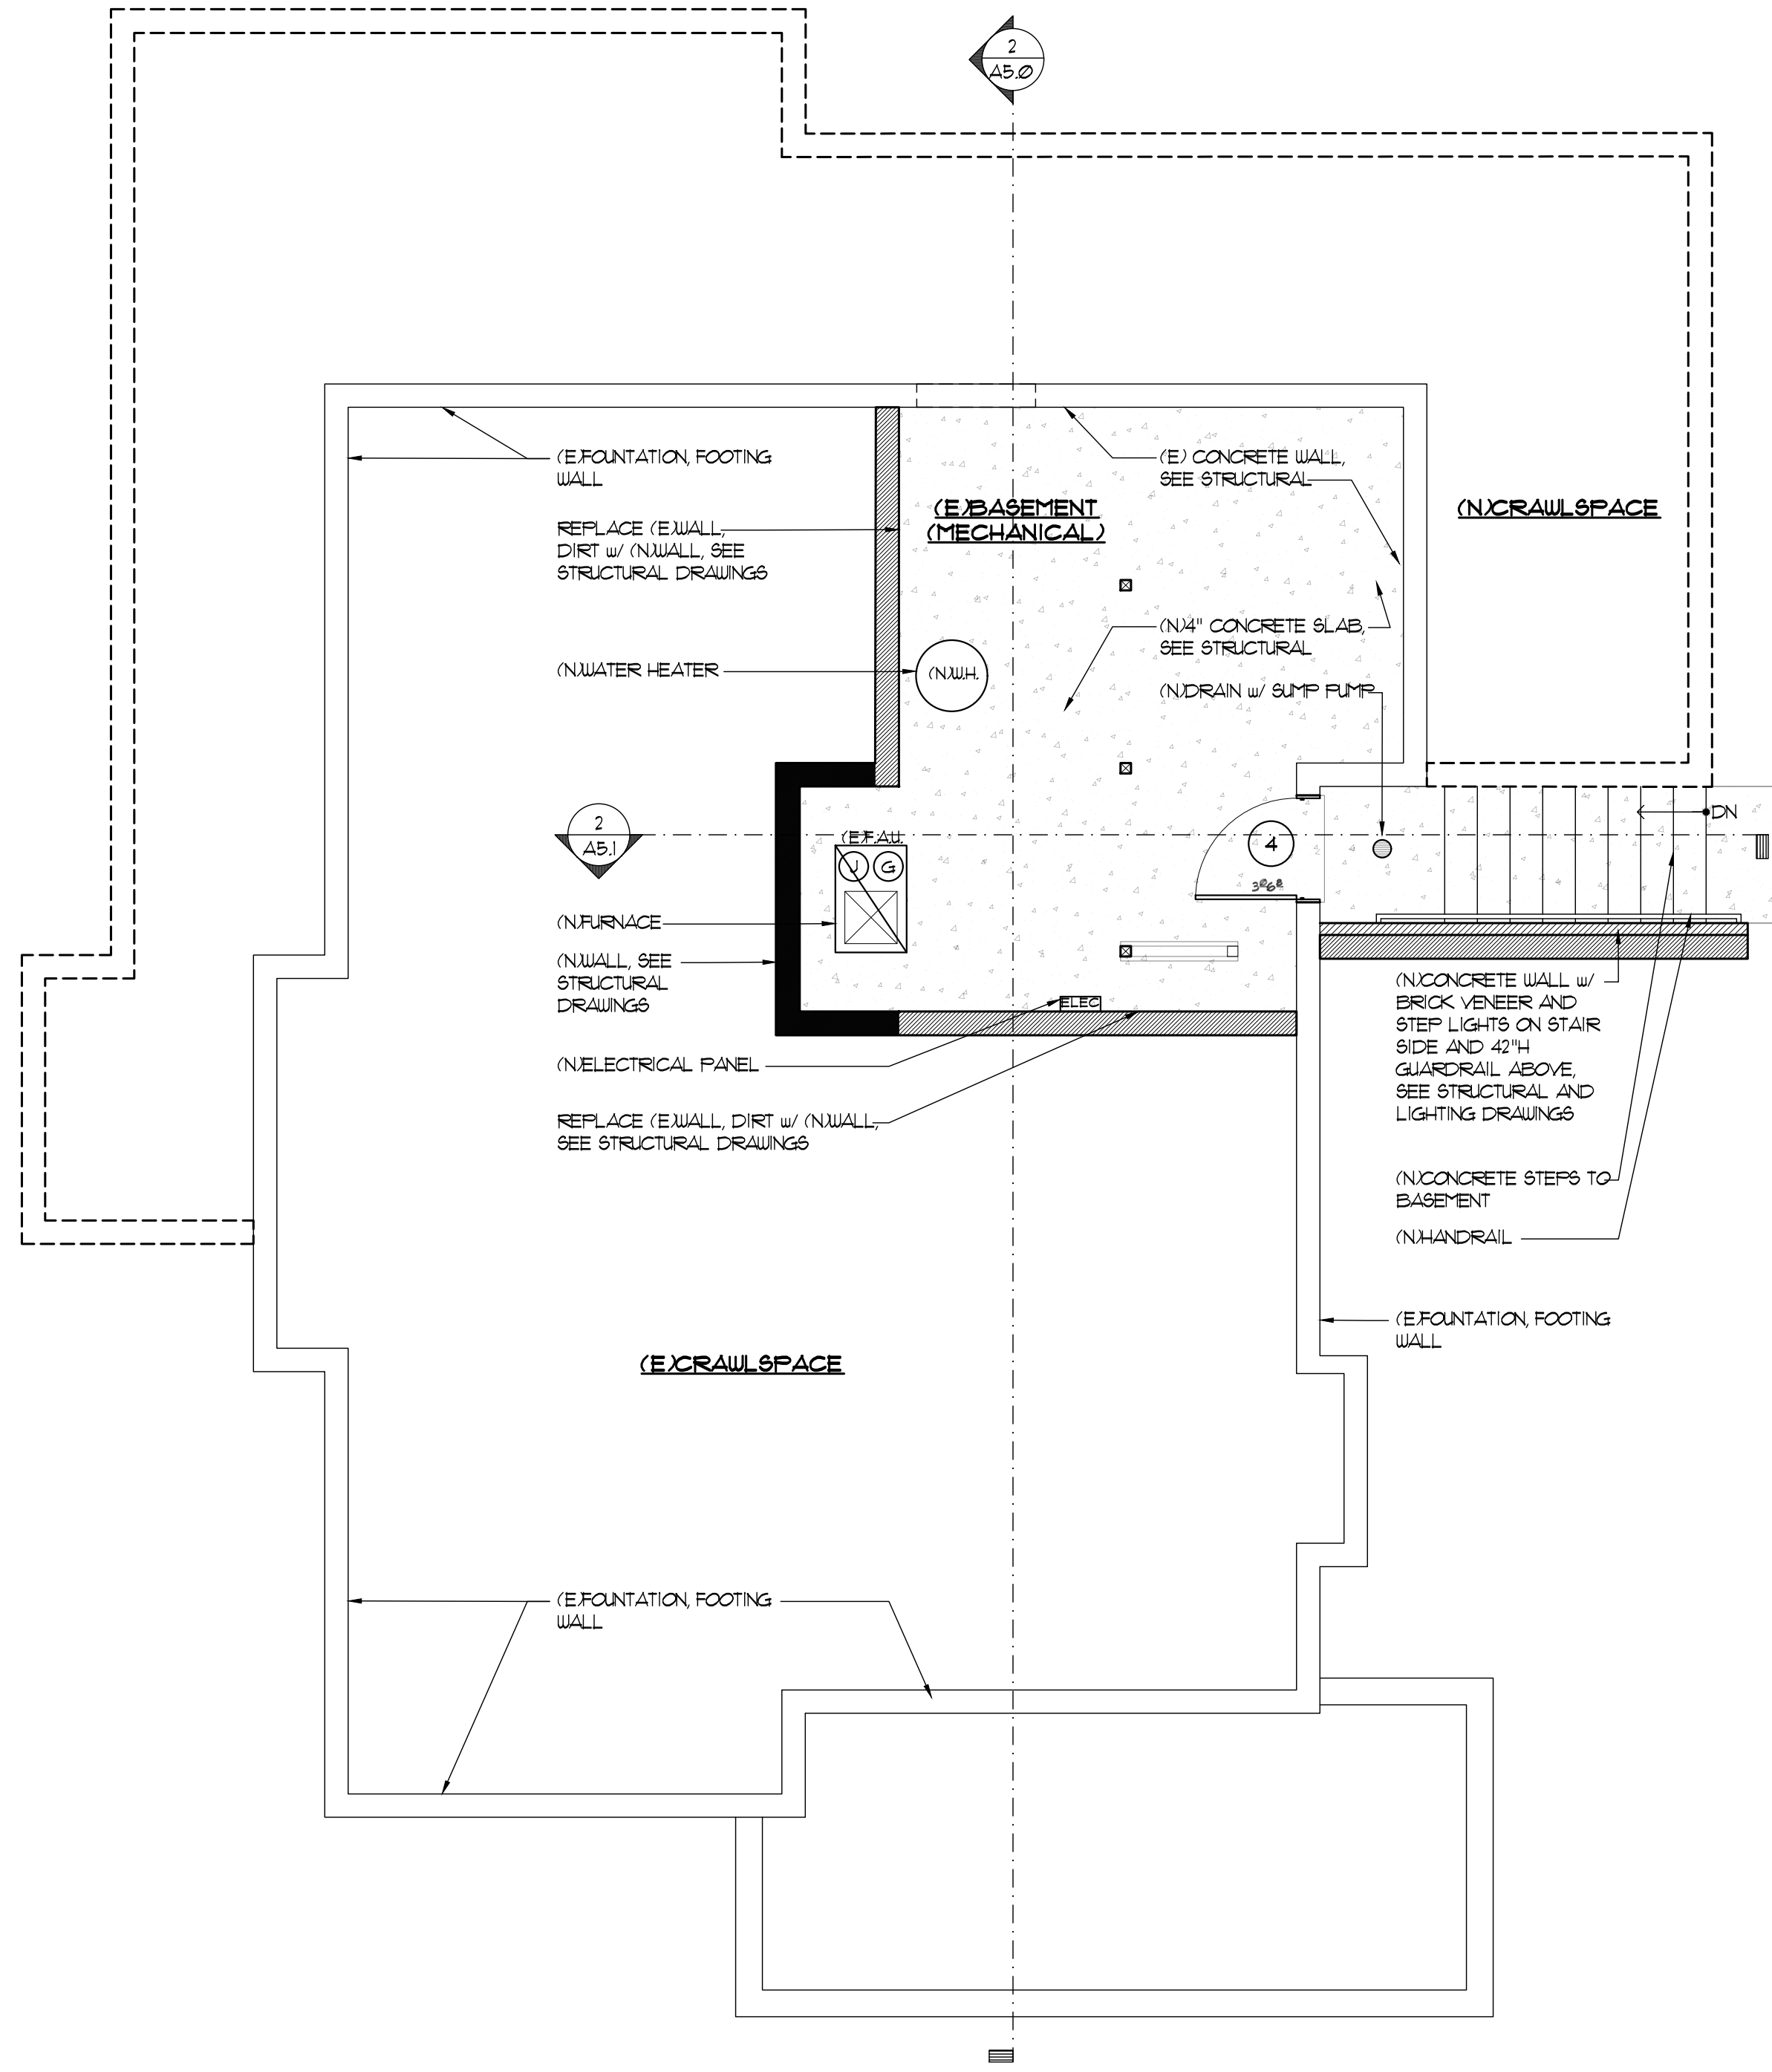 2
A5.0
(E)FOUNTATION, FOOTING
WALL
(E) CONCRETE WALL,
SEE STRUCTURAL
(E)BASEMENT
(MECHANICAL)
(N)CRAWLSPACE
REPLACE (E)WALL,
DIRT w/ (N)WALL, SEE
STRUCTURAL DRAWINGS
(N)4" CONCRETE SLAB,
SEE STRUCTURAL
(N)WATER HEATER
(N)W.H.
(N)DRAIN w/ SUMP PUMP
DN
2
A5.1
(E)F.A.U.
J
G
4
3068
(N)FURNACE
(N)WALL, SEE
STRUCTURAL
DRAWINGS
ELEC
(N)CONCRETE WALL w/
BRICK VENEER AND
STEP LIGHTS ON STAIR
SIDE AND 42"H
GUARDRAIL ABOVE,
SEE STRUCTURAL AND
LIGHTING DRAWINGS
(N)ELECTRICAL PANEL
REPLACE (E)WALL, DIRT w/ (N)WALL,
SEE STRUCTURAL DRAWINGS
(N)CONCRETE STEPS TO
BASEMENT
(N)HANDRAIL
(E)FOUNTATION, FOOTING
WALL
(E)CRAWLSPACE
(E)FOUNTATION, FOOTING
WALL